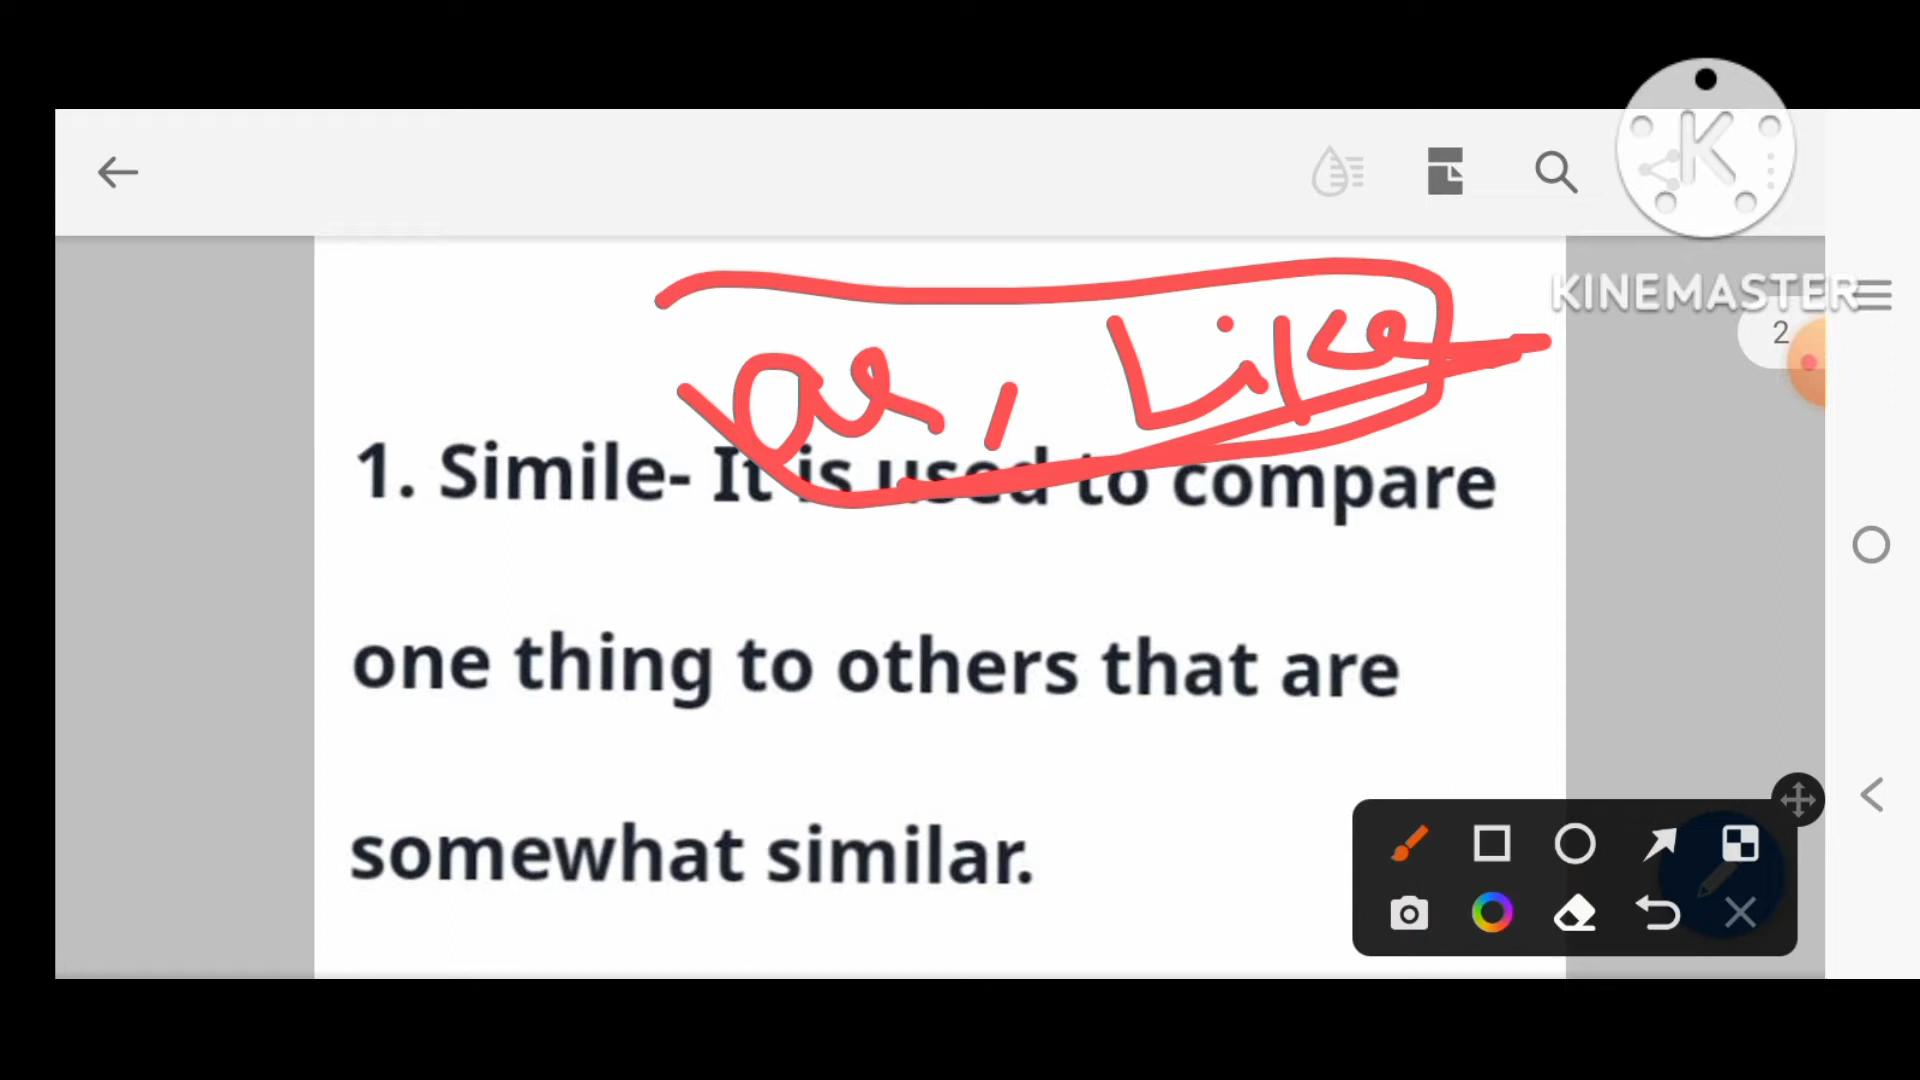 KINEMASTER
2
as, Like
1. Simile- It is used to compare
one thing to others that are
somewhat similar.